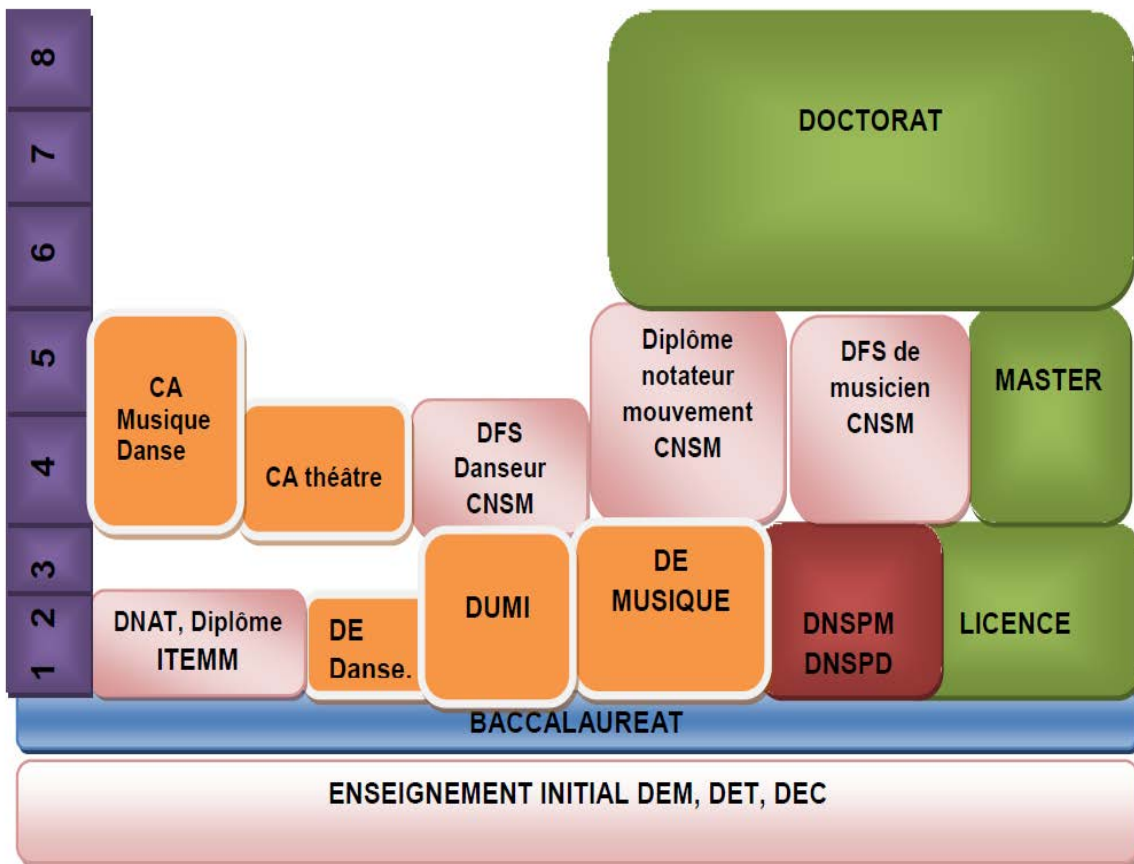 8
7
6
5
4
3
2
1
DOCTORAT
CA
Musique
Danse
CA théâtre
DFS
Danseur
CNSM
Diplôme
notateur
mouvement
CNSM
DFS de
musicien
CNSM
MASTER
DNAT, Diplôme
ITEMM
DE
Danse.
DUMI
DE
MUSIQUE
DNSPM
DNSPD
LICENCE
BACCALAUREAT
ENSEIGNEMENT INITIAL DEM, DET, DEC